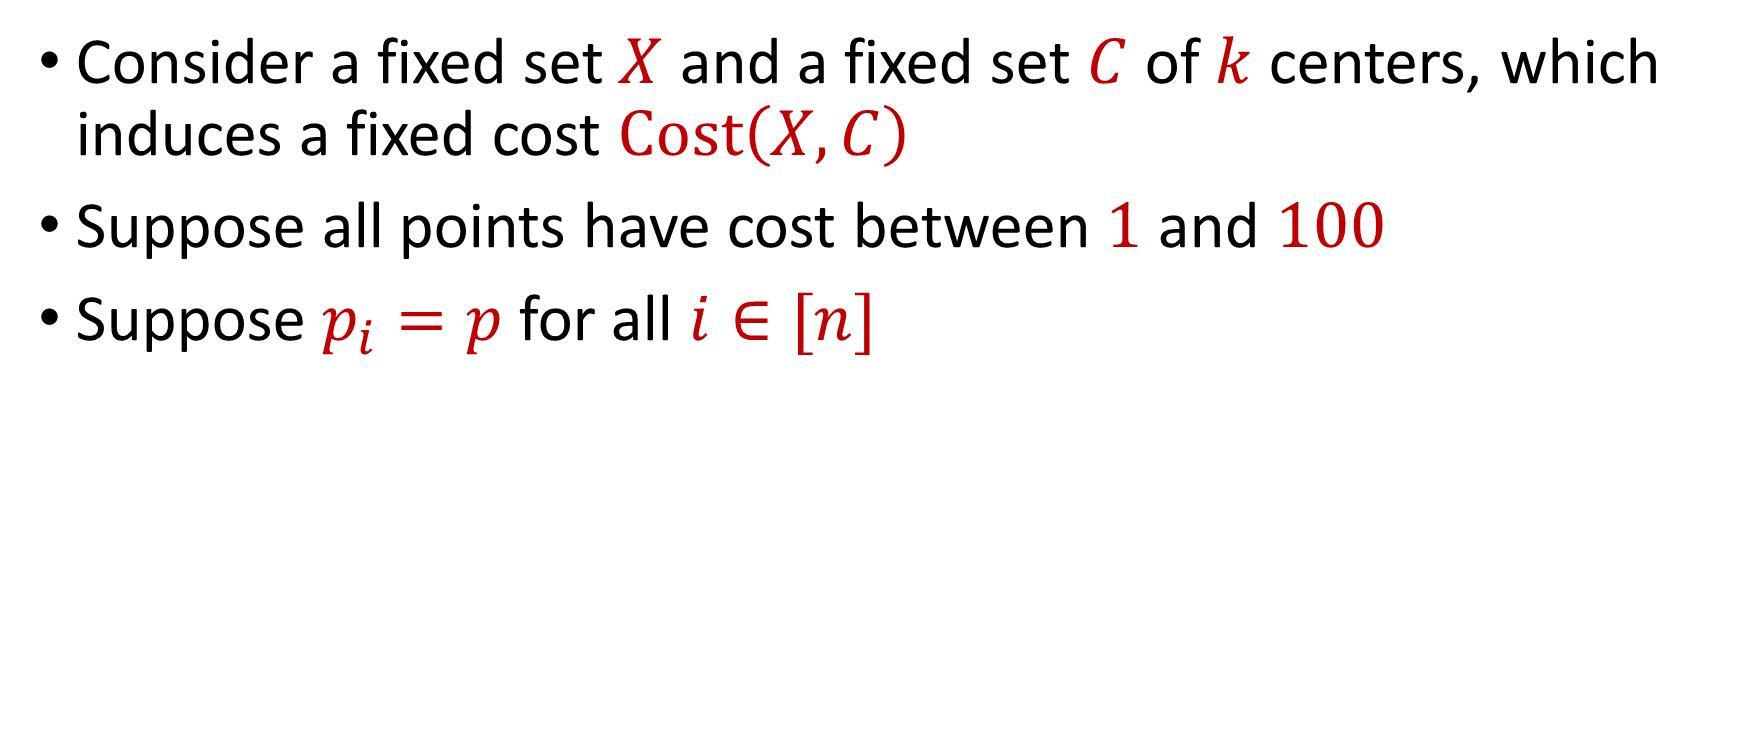 • Consider a fixed set X and a fixed set C of k centers, which
induces a fixed cost Cost(X, C)
• Suppose all points have cost between 1 and 100
• Suppose pᵢ = p for all i ∈ [n]